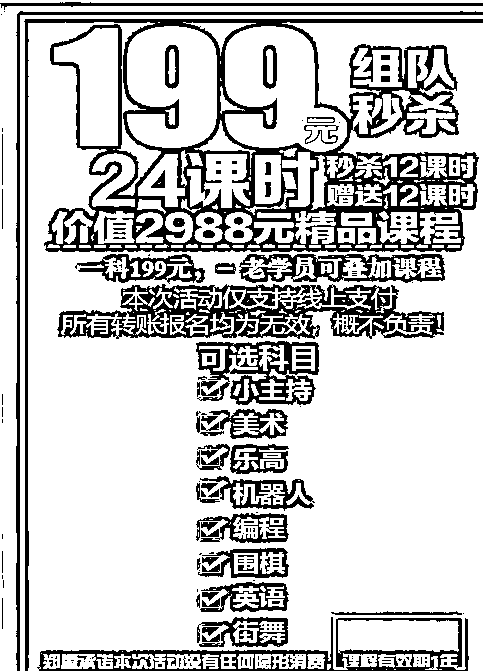 199元
组队
秒杀
24课时
秒杀12课时
赠送12课时
价值2988元精品课程
一科199元，老学员可叠加课程
本次活动仅支持线上支付
所有转账报名均为无效，概不负责！
可选科目
小主持
美术
乐高
机器人
编程
围棋
英语
街舞
郑重承诺本次活动没有任何隐形消费，课程有效期1年